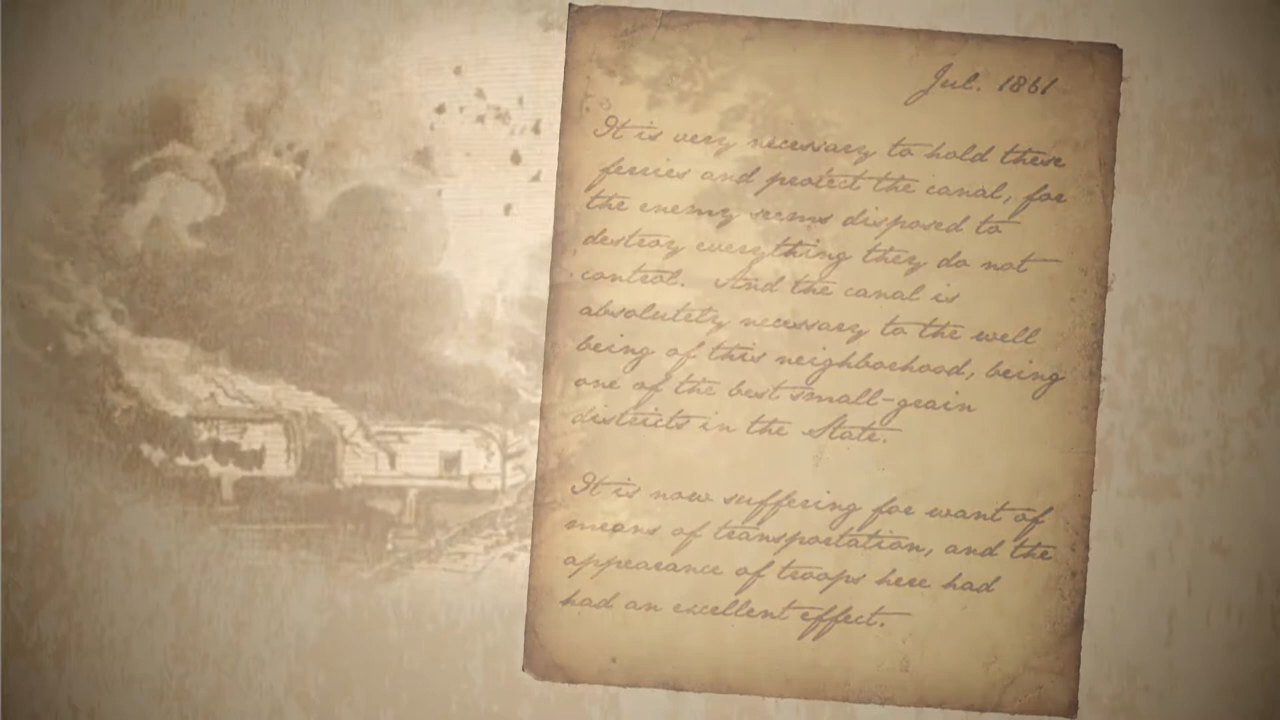 Jul. 1861
It is very necessary to hold these
ferries and protect the canal, for
the enemy seems disposed to
destroy everything they do not
control. And the canal is
absolutely necessary to the well
being of this neighborhood, being
one of the best small-grain
districts in the State.
It is now suffering for want of
means of transportation, and the
appearance of troops here had
had an excellent effect.